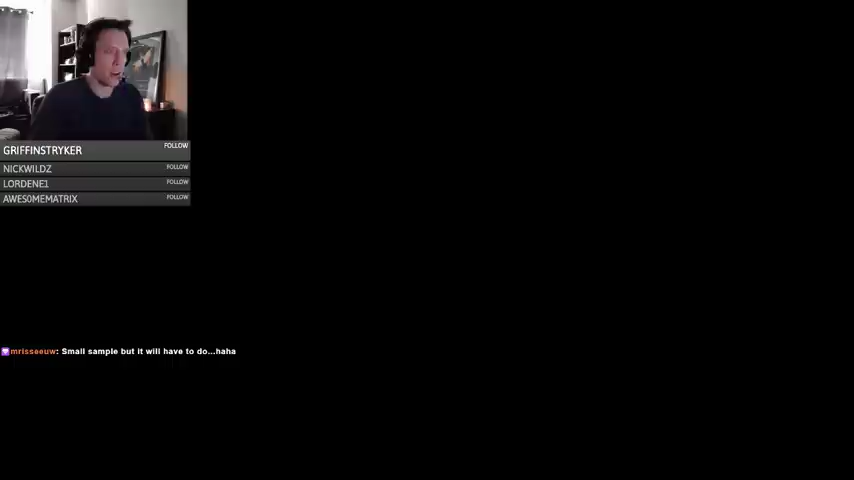 GRIFFINSTRYKER FOLLOW
NICKWILDZ FOLLOW
LORDENE1 FOLLOW
AWES0MEMATRIX FOLLOW
mrisseeuw: Small sample but it will have to do...haha